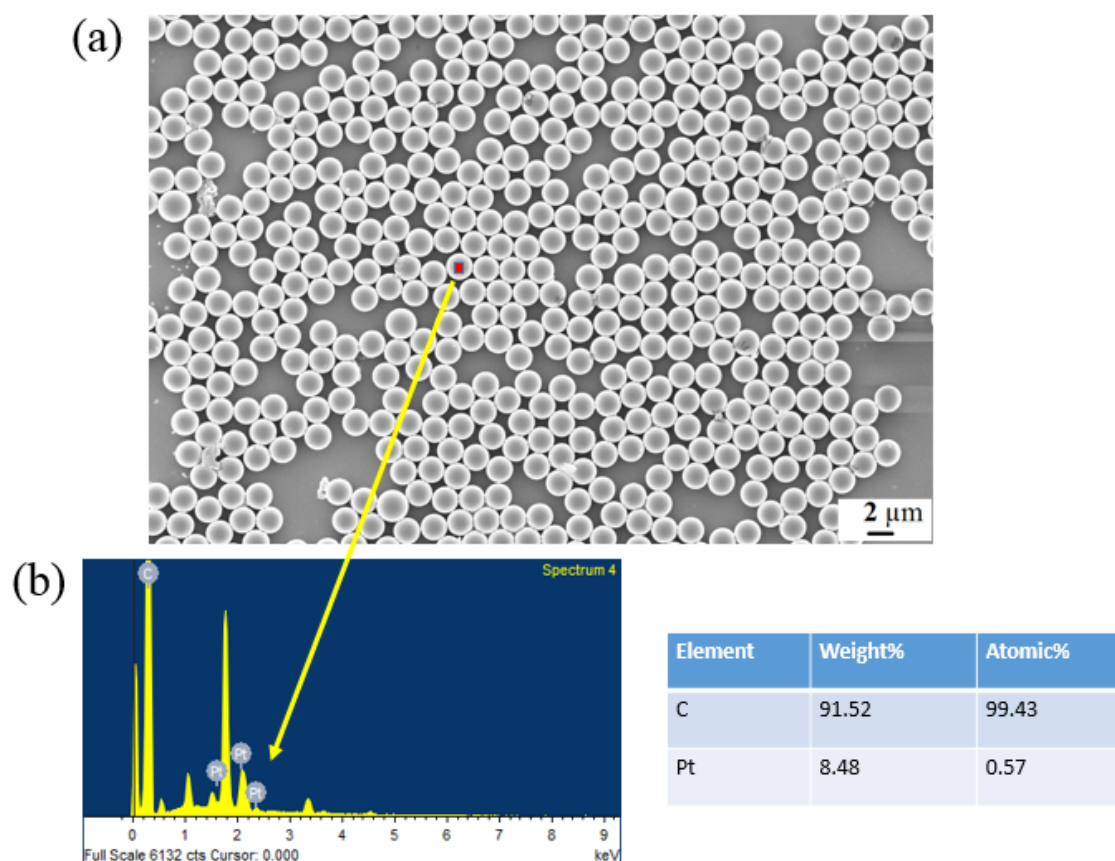 (a)
2 μm
(b)
Spectrum 4
C
Pt
Pt
Pt
0 1 2 3 4 5 6 7 8 9
Full Scale 6132 cts Cursor: 0.000 keV
Element Weight% Atomic%
C 91.52 99.43
Pt 8.48 0.57